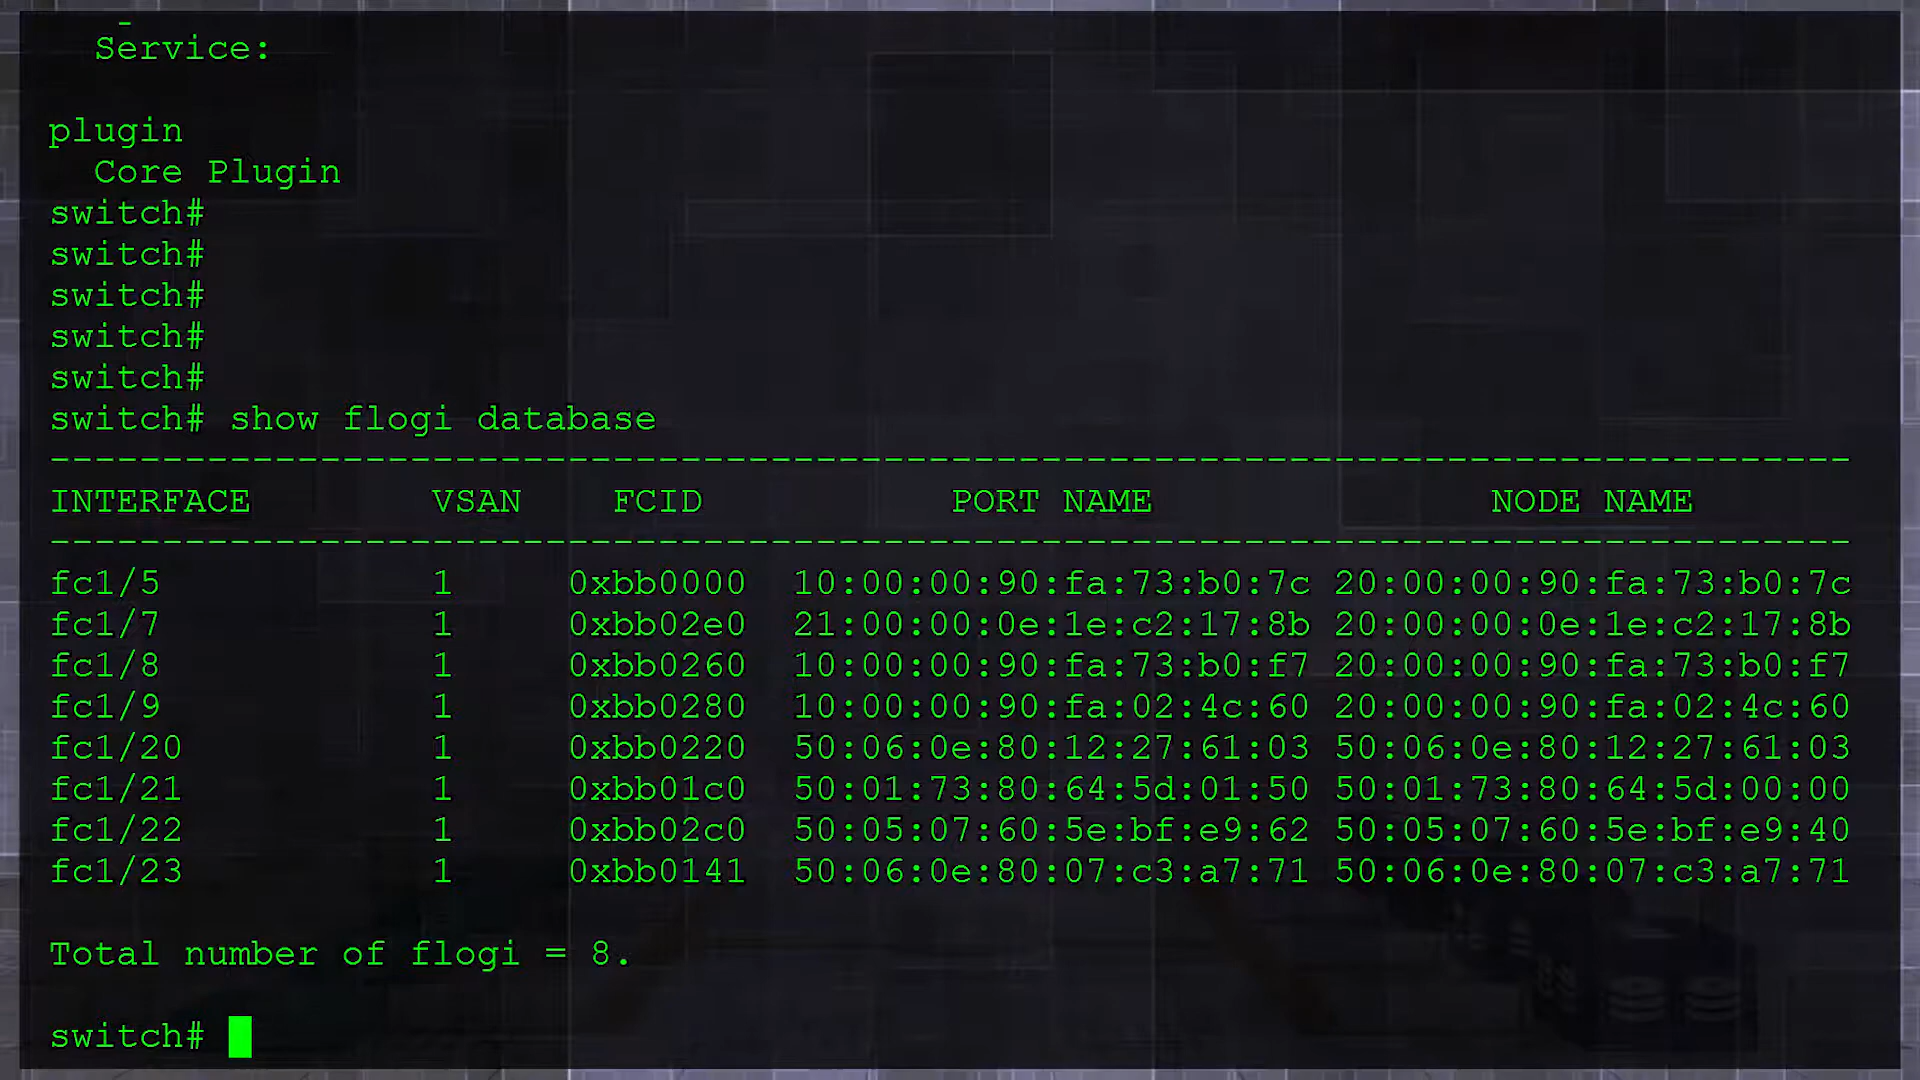 Service:
plugin
Core Plugin
switch#
switch#
switch#
switch#
switch#
switch# show flogi database
--------------------------------------------------------------------------------
INTERFACE VSAN FCID PORT NAME NODE NAME
--------------------------------------------------------------------------------
fc1/5 1 0xbb0000 10:00:00:90:fa:73:b0:7c 20:00:00:90:fa:73:b0:7c
fc1/7 1 0xbb02e0 21:00:00:0e:1e:c2:17:8b 20:00:00:0e:1e:c2:17:8b
fc1/8 1 0xbb0260 10:00:00:90:fa:73:b0:f7 20:00:00:90:fa:73:b0:f7
fc1/9 1 0xbb0280 10:00:00:90:fa:02:4c:60 20:00:00:90:fa:02:4c:60
fc1/20 1 0xbb0220 50:06:0e:80:12:27:61:03 50:06:0e:80:12:27:61:03
fc1/21 1 0xbb01c0 50:01:73:80:64:5d:01:50 50:01:73:80:64:5d:00:00
fc1/22 1 0xbb02c0 50:05:07:60:5e:bf:e9:62 50:05:07:60:5e:bf:e9:40
fc1/23 1 0xbb0141 50:06:0e:80:07:c3:a7:71 50:06:0e:80:07:c3:a7:71
Total number of flogi = 8.
switch#